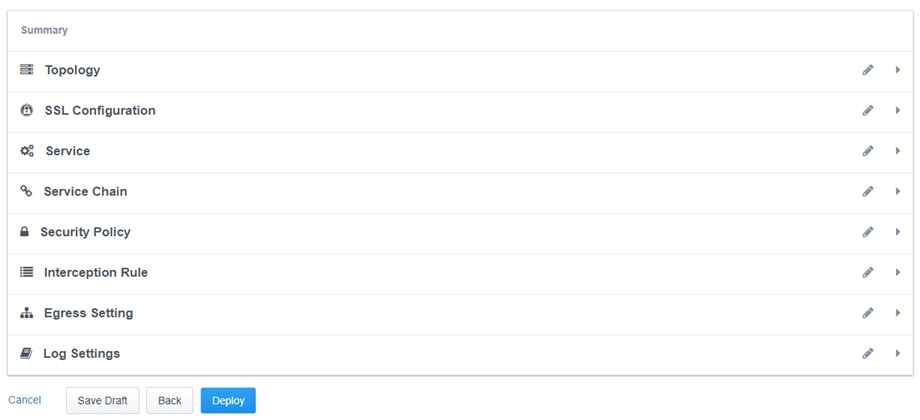 Summary
Topology
SSL Configuration
Service
Service Chain
Security Policy
Interception Rule
Egress Setting
Log Settings
Cancel Save Draft Back Deploy